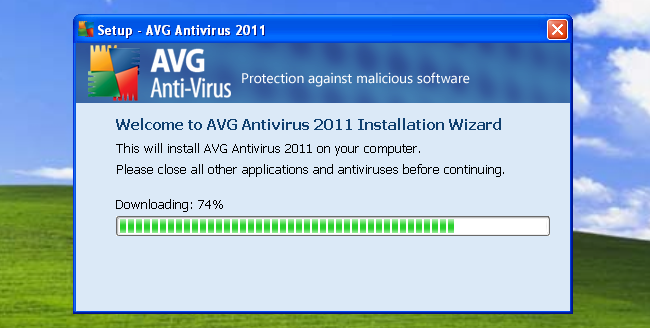 Setup - AVG Antivirus 2011
AVG
Anti-Virus
Protection against malicious software
Welcome to AVG Antivirus 2011 Installation Wizard
This will install AVG Antivirus 2011 on your computer.
Please close all other applications and antiviruses before continuing.
Downloading: 74%